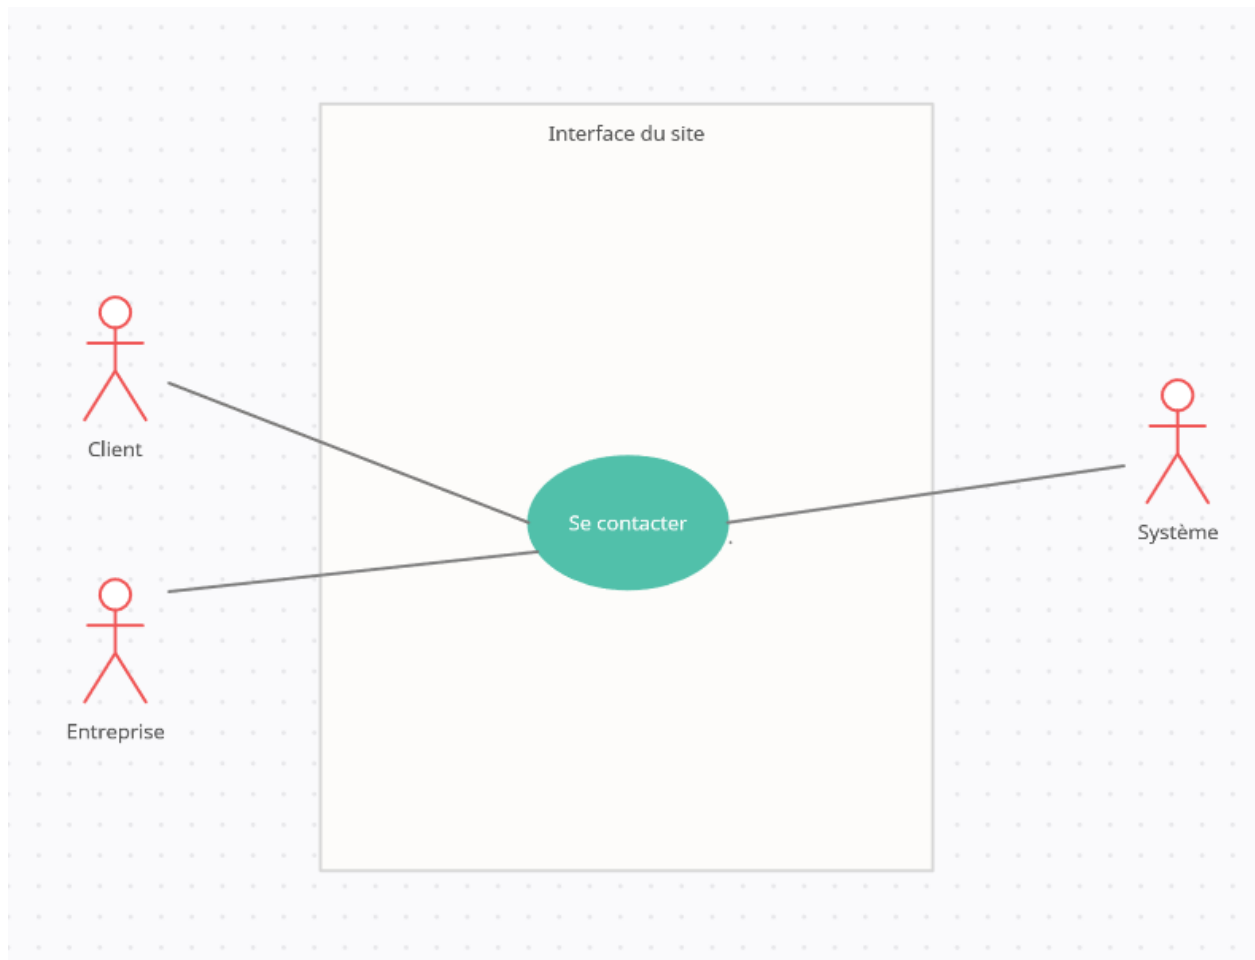 Interface du site
Client
Se contacter
Système
Entreprise